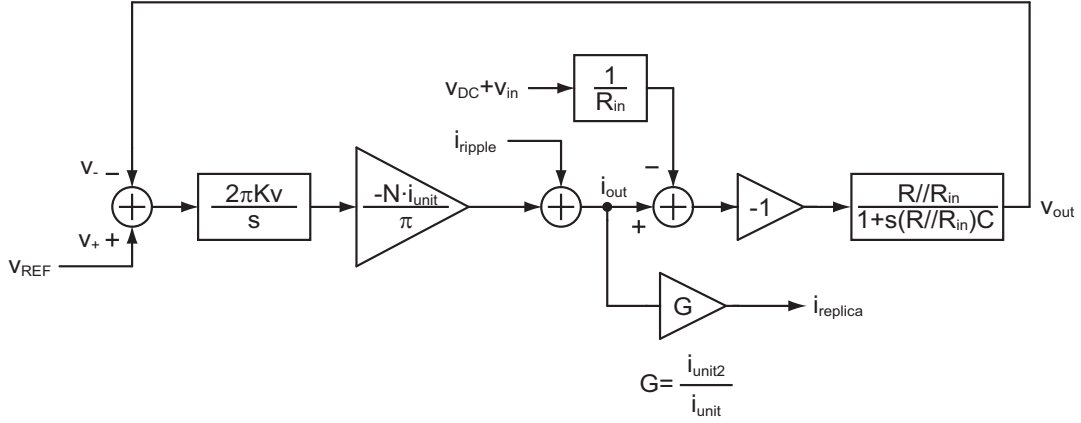 v_DC+v_in
1
R_in
i_ripple
v_-
−
2πKv
s
-N·i_unit
π
i_out
−
+
-1
R//R_in
1+s(R//R_in)C
v_out
v_+
+
v_REF
G
i_replica
G= i_unit2
i_unit